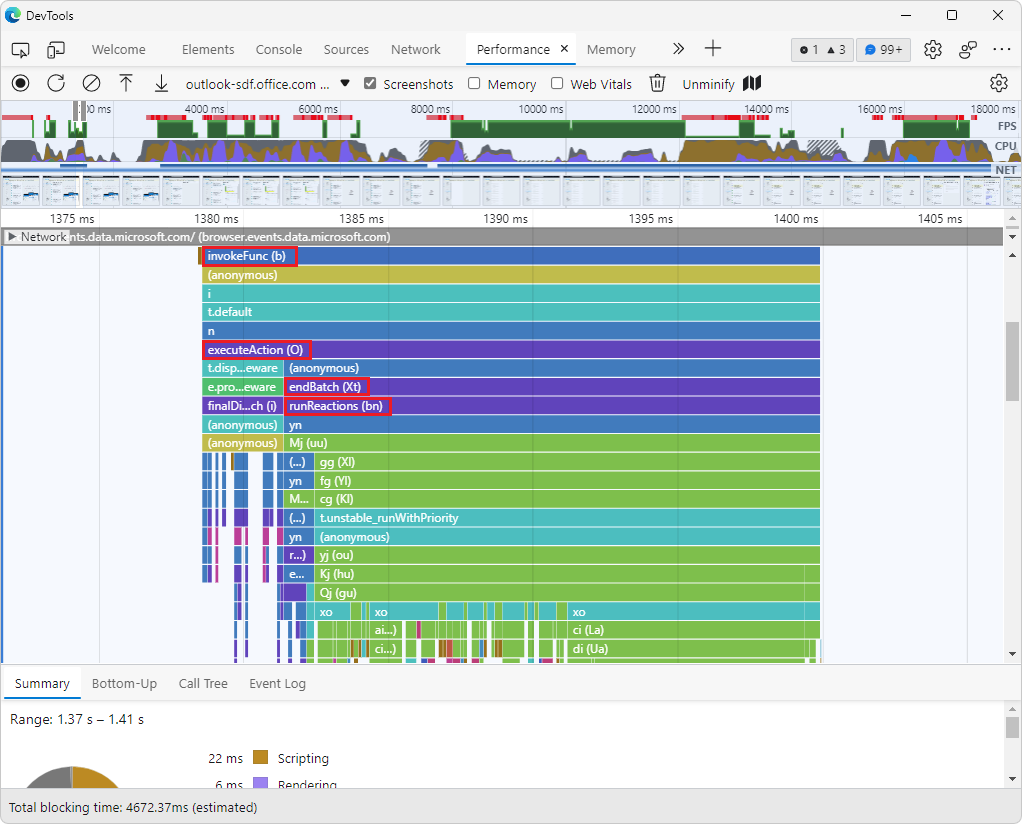 DevTools
Welcome Elements Console Sources Network Performance Memory 1 3 99+
outlook-sdf.office.com ... Screenshots Memory Web Vitals Unminify
00 ms 4000 ms 6000 ms 8000 ms 10000 ms 12000 ms 14000 ms 16000 ms 18000 ms
FPS
CPU
NET
1375 ms 1380 ms 1385 ms 1390 ms 1395 ms 1400 ms 1405 ms
Network nts.data.microsoft.com/ (browser.events.data.microsoft.com)
invokeFunc (b)
(anonymous)
i
t.default
n
executeAction (O)
t.disp...eware (anonymous)
e.pro...eware endBatch (Xt)
finalDi...ch (i) runReactions (bn)
(anonymous) yn
(anonymous) Mj (uu)
(...) gg (Xl)
yn fg (Yl)
M... cg (Kl)
(...) t.unstable_runWithPriority
yn (anonymous)
r...) yj (ou)
e... Kj (hu)
Qj (gu)
xo xo xo
ai...) ci (La)
ci...) di (Ua)
Summary Bottom-Up Call Tree Event Log
Range: 1.37 s – 1.41 s
22 ms Scripting
6 ms Rendering
Total blocking time: 4672.37ms (estimated)